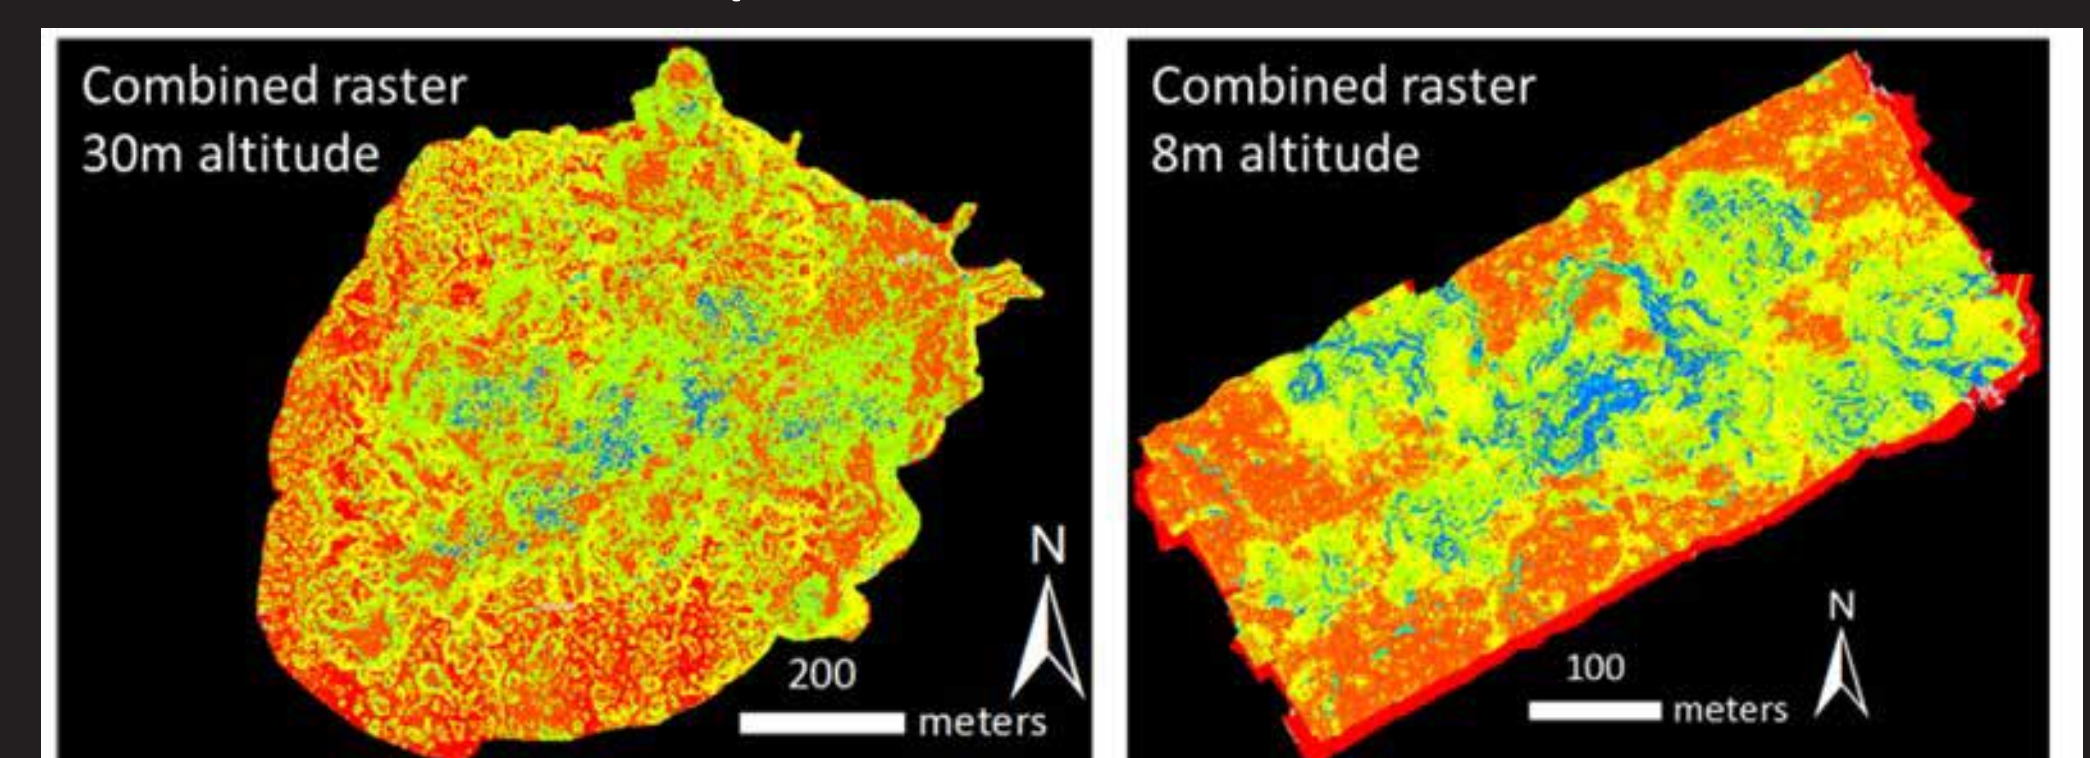 Combined raster
30m altitude
N
200
meters
Combined raster
8m altitude
N
100
meters